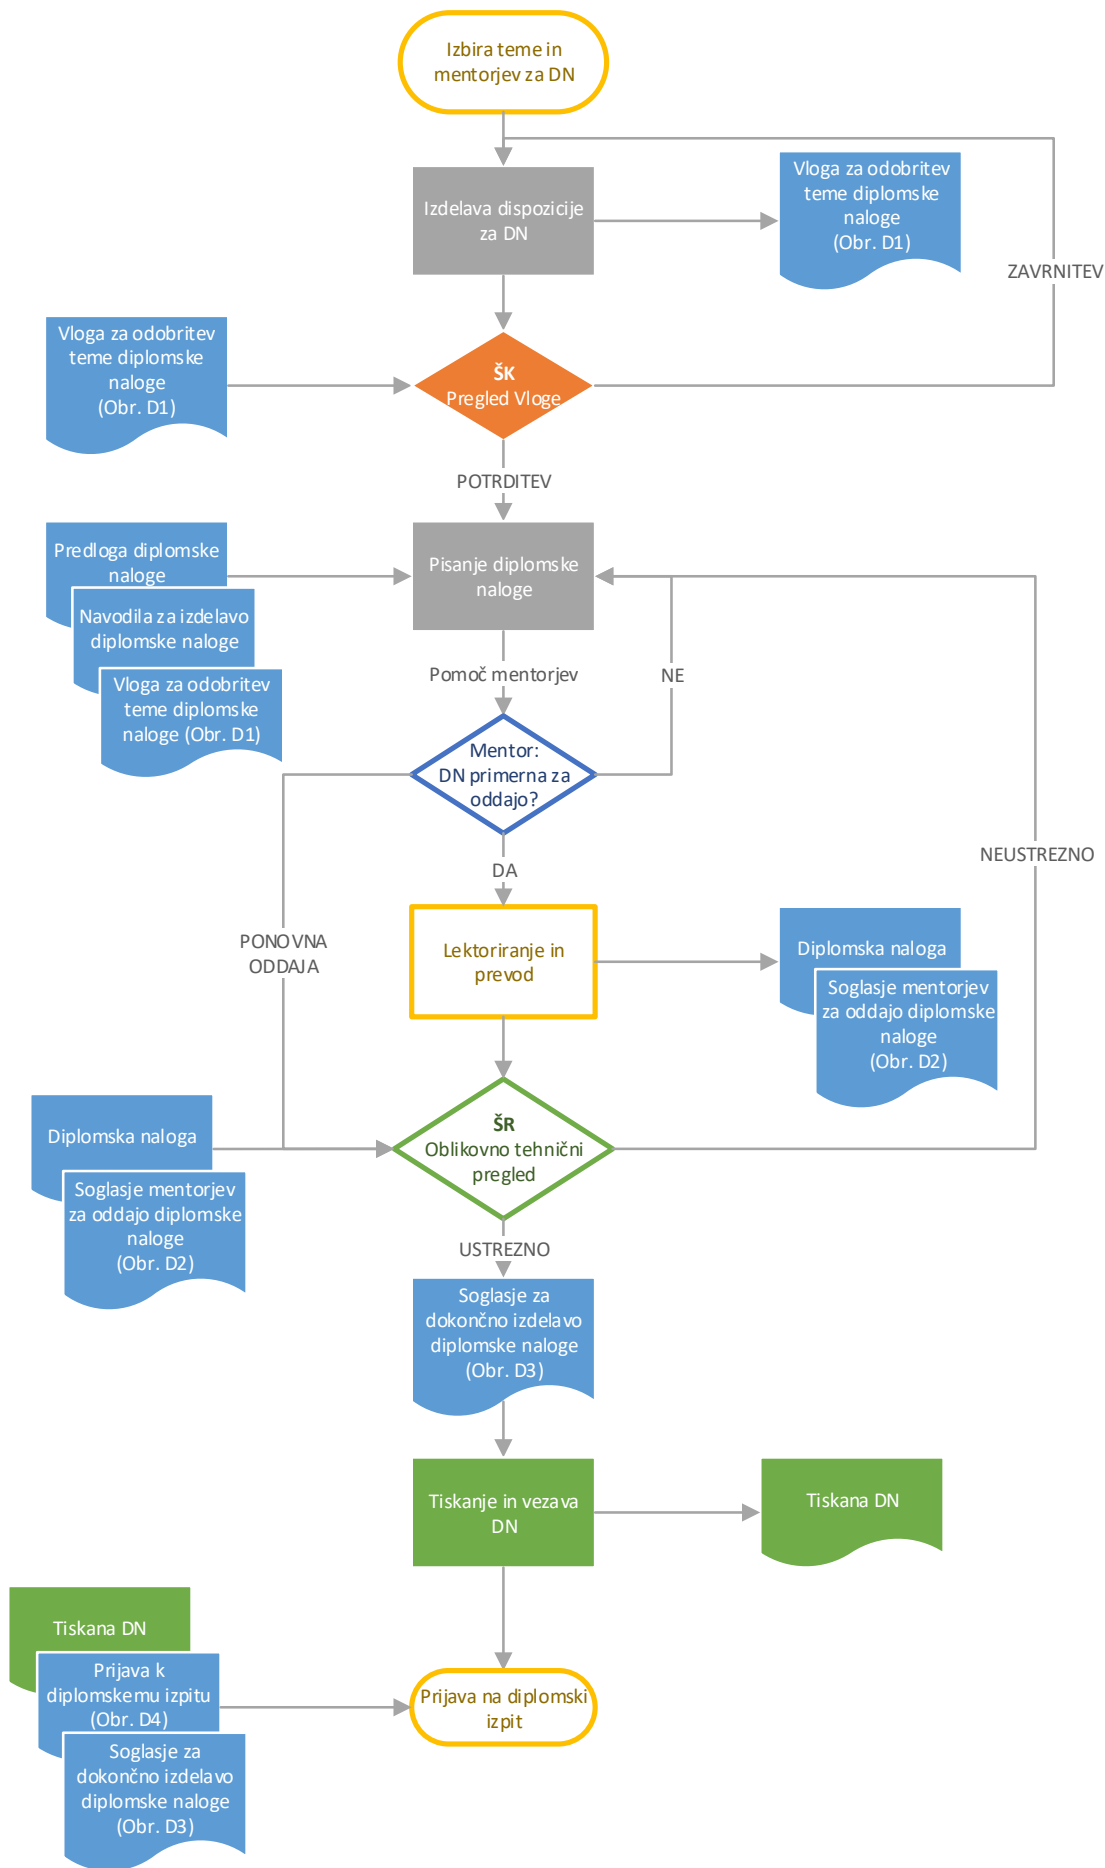 Izbira teme in
mentorjev za DN
Izdelava dispozicije
za DN
Vloga za odobritev
teme diplomske
naloge
(Obr. D1)
ZAVRNITEV
Vloga za odobritev
teme diplomske
naloge
(Obr. D1)
ŠK
Pregled Vloge
POTRDITEV
Predloga diplomske
naloge
Navodila za izdelavo
diplomske naloge
Vloga za odobritev
teme diplomske
naloge (Obr. D1)
Pisanje diplomske
naloge
Pomoč mentorjev
NE
Mentor:
DN primerna za
oddajo?
DA
NEUSTREZNO
PONOVNA
ODDAJA
Lektoriranje in
prevod
Diplomska naloga
Soglasje mentorjev
za oddajo diplomske
naloge
(Obr. D2)
Diplomska naloga
Soglasje mentorjev
za oddajo diplomske
naloge
(Obr. D2)
ŠR
Oblikovno tehnični
pregled
USTREZNO
Soglasje za
dokončno izdelavo
diplomske naloge
(Obr. D3)
Tiskanje in vezava
DN
Tiskana DN
Tiskana DN
Prijava k
diplomskemu izpitu
(Obr. D4)
Soglasje za
dokončno izdelavo
diplomske naloge
(Obr. D3)
Prijava na diplomski
izpit